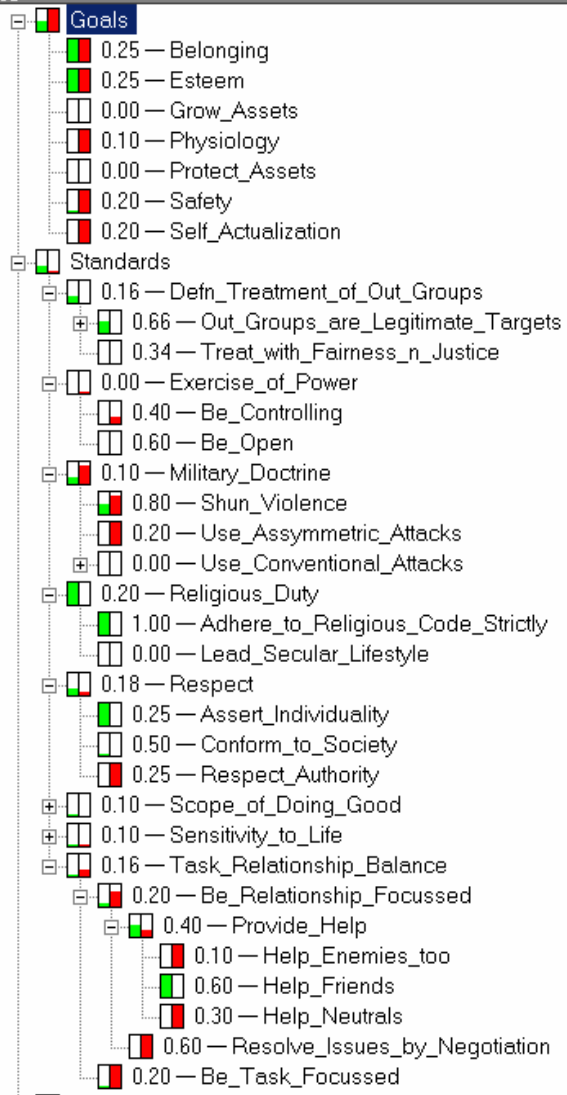 Goals
0.25 — Belonging
0.25 — Esteem
0.00 — Grow_Assets
0.10 — Physiology
0.00 — Protect_Assets
0.20 — Safety
0.20 — Self_Actualization
Standards
0.16 — Defn_Treatment_of_Out_Groups
0.66 — Out_Groups_are_Legitimate_Targets
0.34 — Treat_with_Fairness_n_Justice
0.00 — Exercise_of_Power
0.40 — Be_Controlling
0.60 — Be_Open
0.10 — Military_Doctrine
0.80 — Shun_Violence
0.20 — Use_Assymmetric_Attacks
0.00 — Use_Conventional_Attacks
0.20 — Religious_Duty
1.00 — Adhere_to_Religious_Code_Strictly
0.00 — Lead_Secular_Lifestyle
0.18 — Respect
0.25 — Assert_Individuality
0.50 — Conform_to_Society
0.25 — Respect_Authority
0.10 — Scope_of_Doing_Good
0.10 — Sensitivity_to_Life
0.16 — Task_Relationship_Balance
0.20 — Be_Relationship_Focussed
0.40 — Provide_Help
0.10 — Help_Enemies_too
0.60 — Help_Friends
0.30 — Help_Neutrals
0.60 — Resolve_Issues_by_Negotiation
0.20 — Be_Task_Focussed